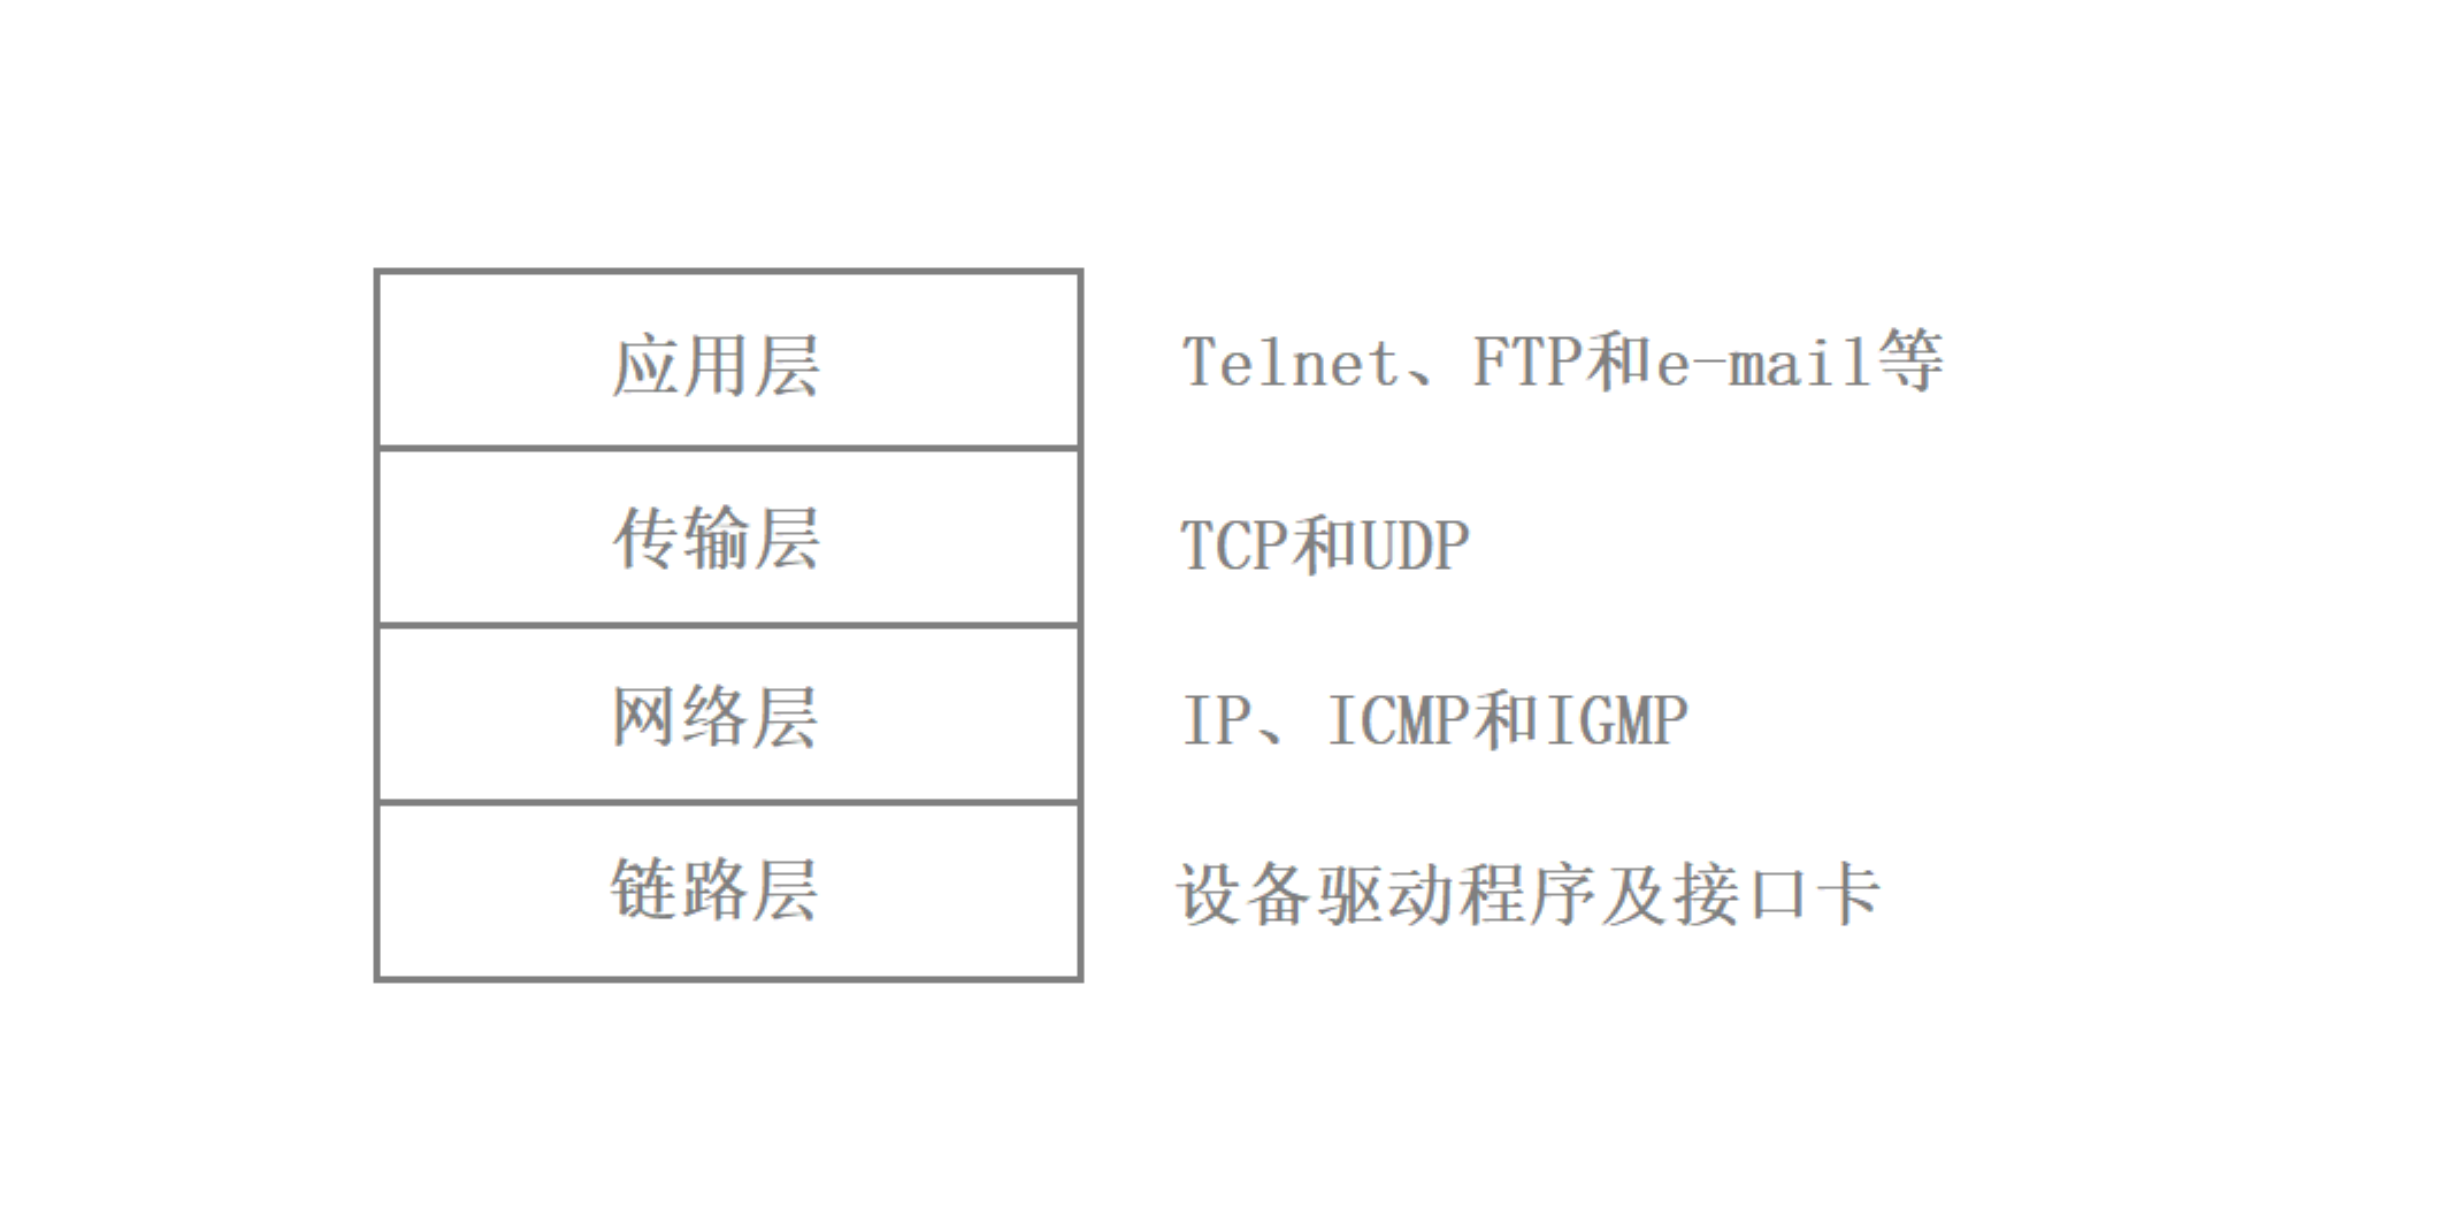 应用层
Telnet、FTP和e-mail等
传输层
TCP和UDP
网络层
IP、ICMP和IGMP
链路层
设备驱动程序及接口卡